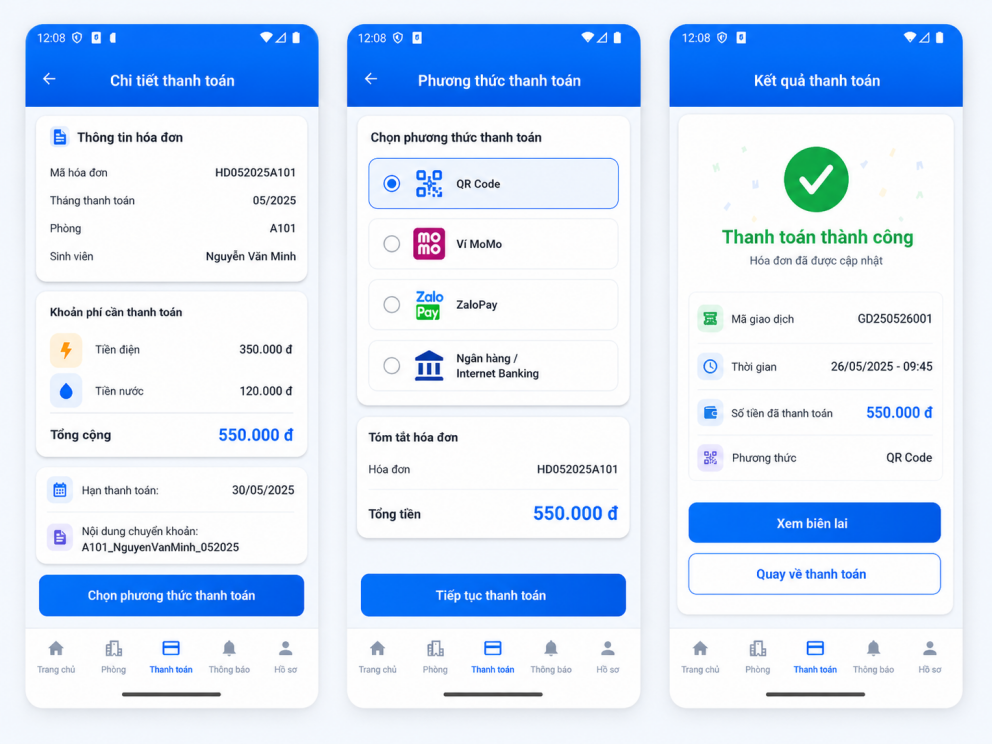 12:08
Chi tiết thanh toán
Thông tin hóa đơn
Mã hóa đơn HD052025A101
Tháng thanh toán 05/2025
Phòng A101
Sinh viên Nguyễn Văn Minh
Khoản phí cần thanh toán
Tiền điện 350.000 đ
Tiền nước 120.000 đ
Tổng cộng 550.000 đ
Hạn thanh toán: 30/05/2025
Nội dung chuyển khoản:
A101_NguyenVanMinh_052025
Chọn phương thức thanh toán
Trang chủ Phòng Thanh toán Thông báo Hồ sơ
12:08
Phương thức thanh toán
Chọn phương thức thanh toán
QR Code
mo
mo
Ví MoMo
Zalo
Pay
ZaloPay
Ngân hàng /
Internet Banking
Tóm tắt hóa đơn
Hóa đơn HD052025A101
Tổng tiền 550.000 đ
Tiếp tục thanh toán
Trang chủ Phòng Thanh toán Thông báo Hồ sơ
12:08
Kết quả thanh toán
Thanh toán thành công
Hóa đơn đã được cập nhật
Mã giao dịch GD250526001
Thời gian 26/05/2025 - 09:45
Số tiền đã thanh toán 550.000 đ
Phương thức QR Code
Xem biên lai
Quay về thanh toán
Trang chủ Phòng Thanh toán Thông báo Hồ sơ